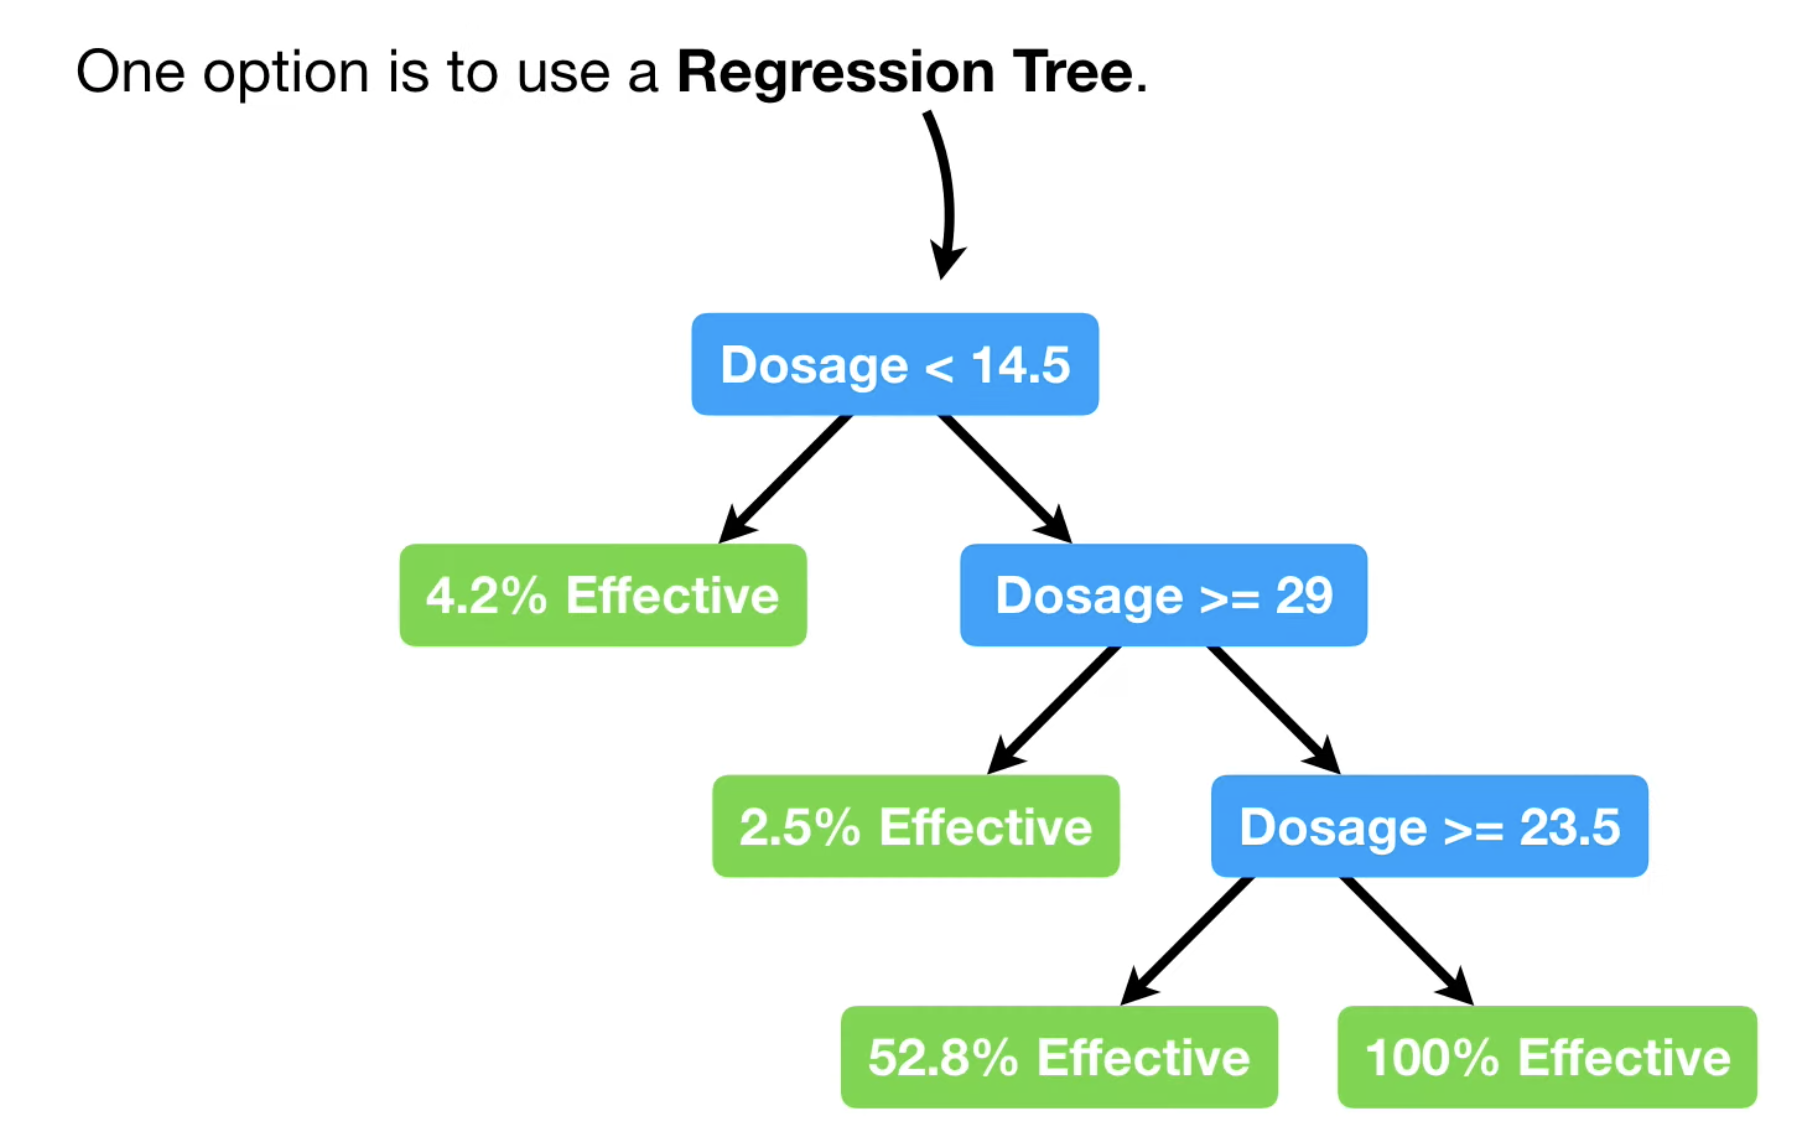 One option is to use a Regression Tree.
Dosage < 14.5
4.2% Effective
Dosage >= 29
2.5% Effective
Dosage >= 23.5
52.8% Effective
100% Effective